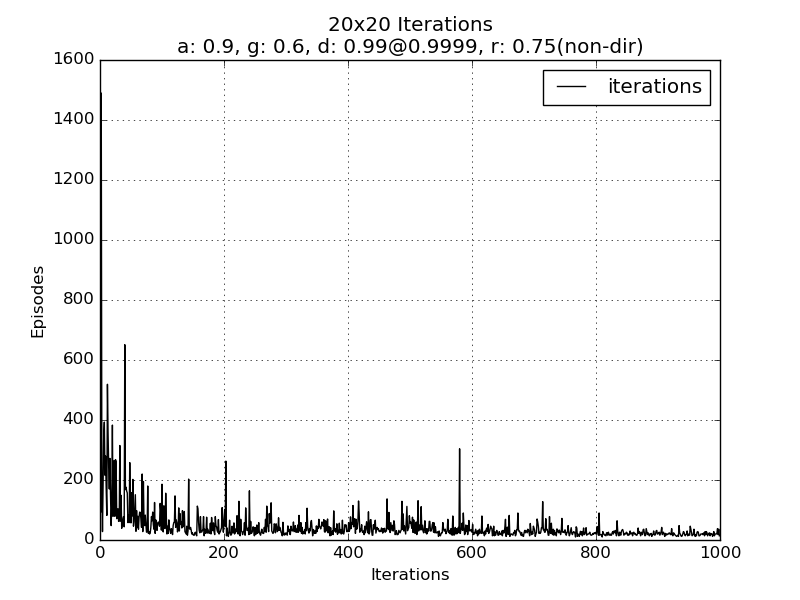 20x20 Iterations
a: 0.9, g: 0.6, d: 0.99@0.9999, r: 0.75(non-dir)
1600
iterations
1400
1200
1000
800
600
400
200
0
Episodes
0 200 400 600 800 1000
Iterations